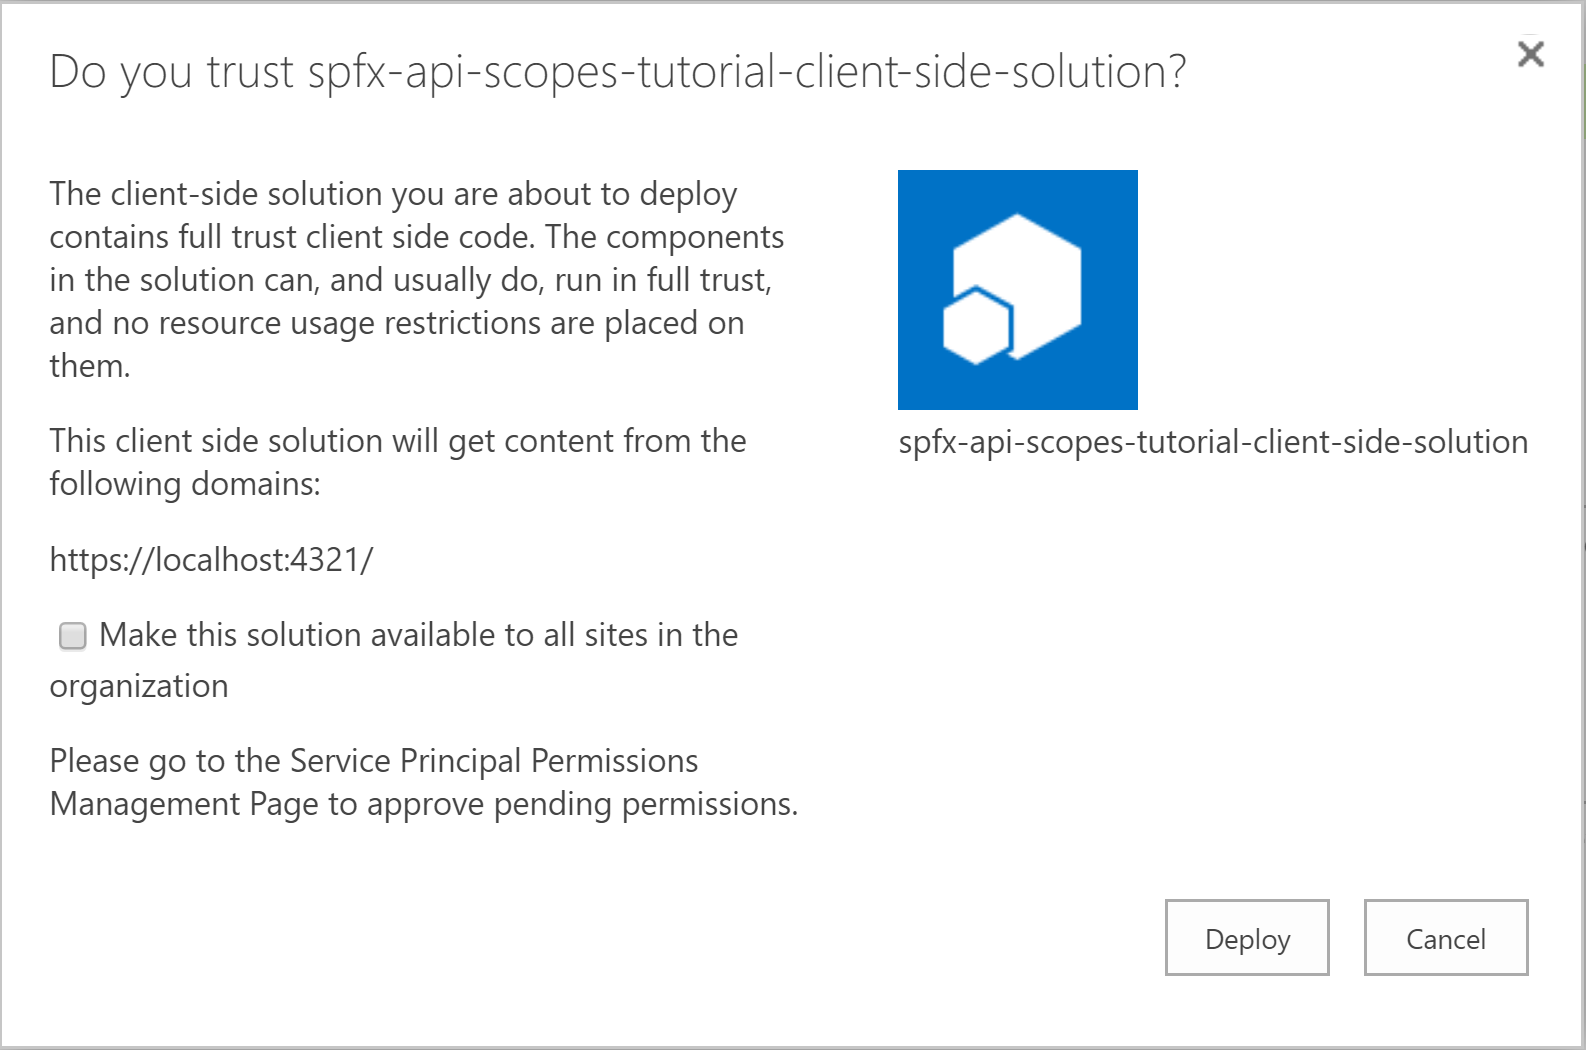 Do you trust spfx-api-scopes-tutorial-client-side-solution?
The client-side solution you are about to deploy
contains full trust client side code. The components
in the solution can, and usually do, run in full trust,
and no resource usage restrictions are placed on
them.
This client side solution will get content from the
following domains:
https://localhost:4321/
Make this solution available to all sites in the
organization
Please go to the Service Principal Permissions
Management Page to approve pending permissions.
spfx-api-scopes-tutorial-client-side-solution
Deploy
Cancel